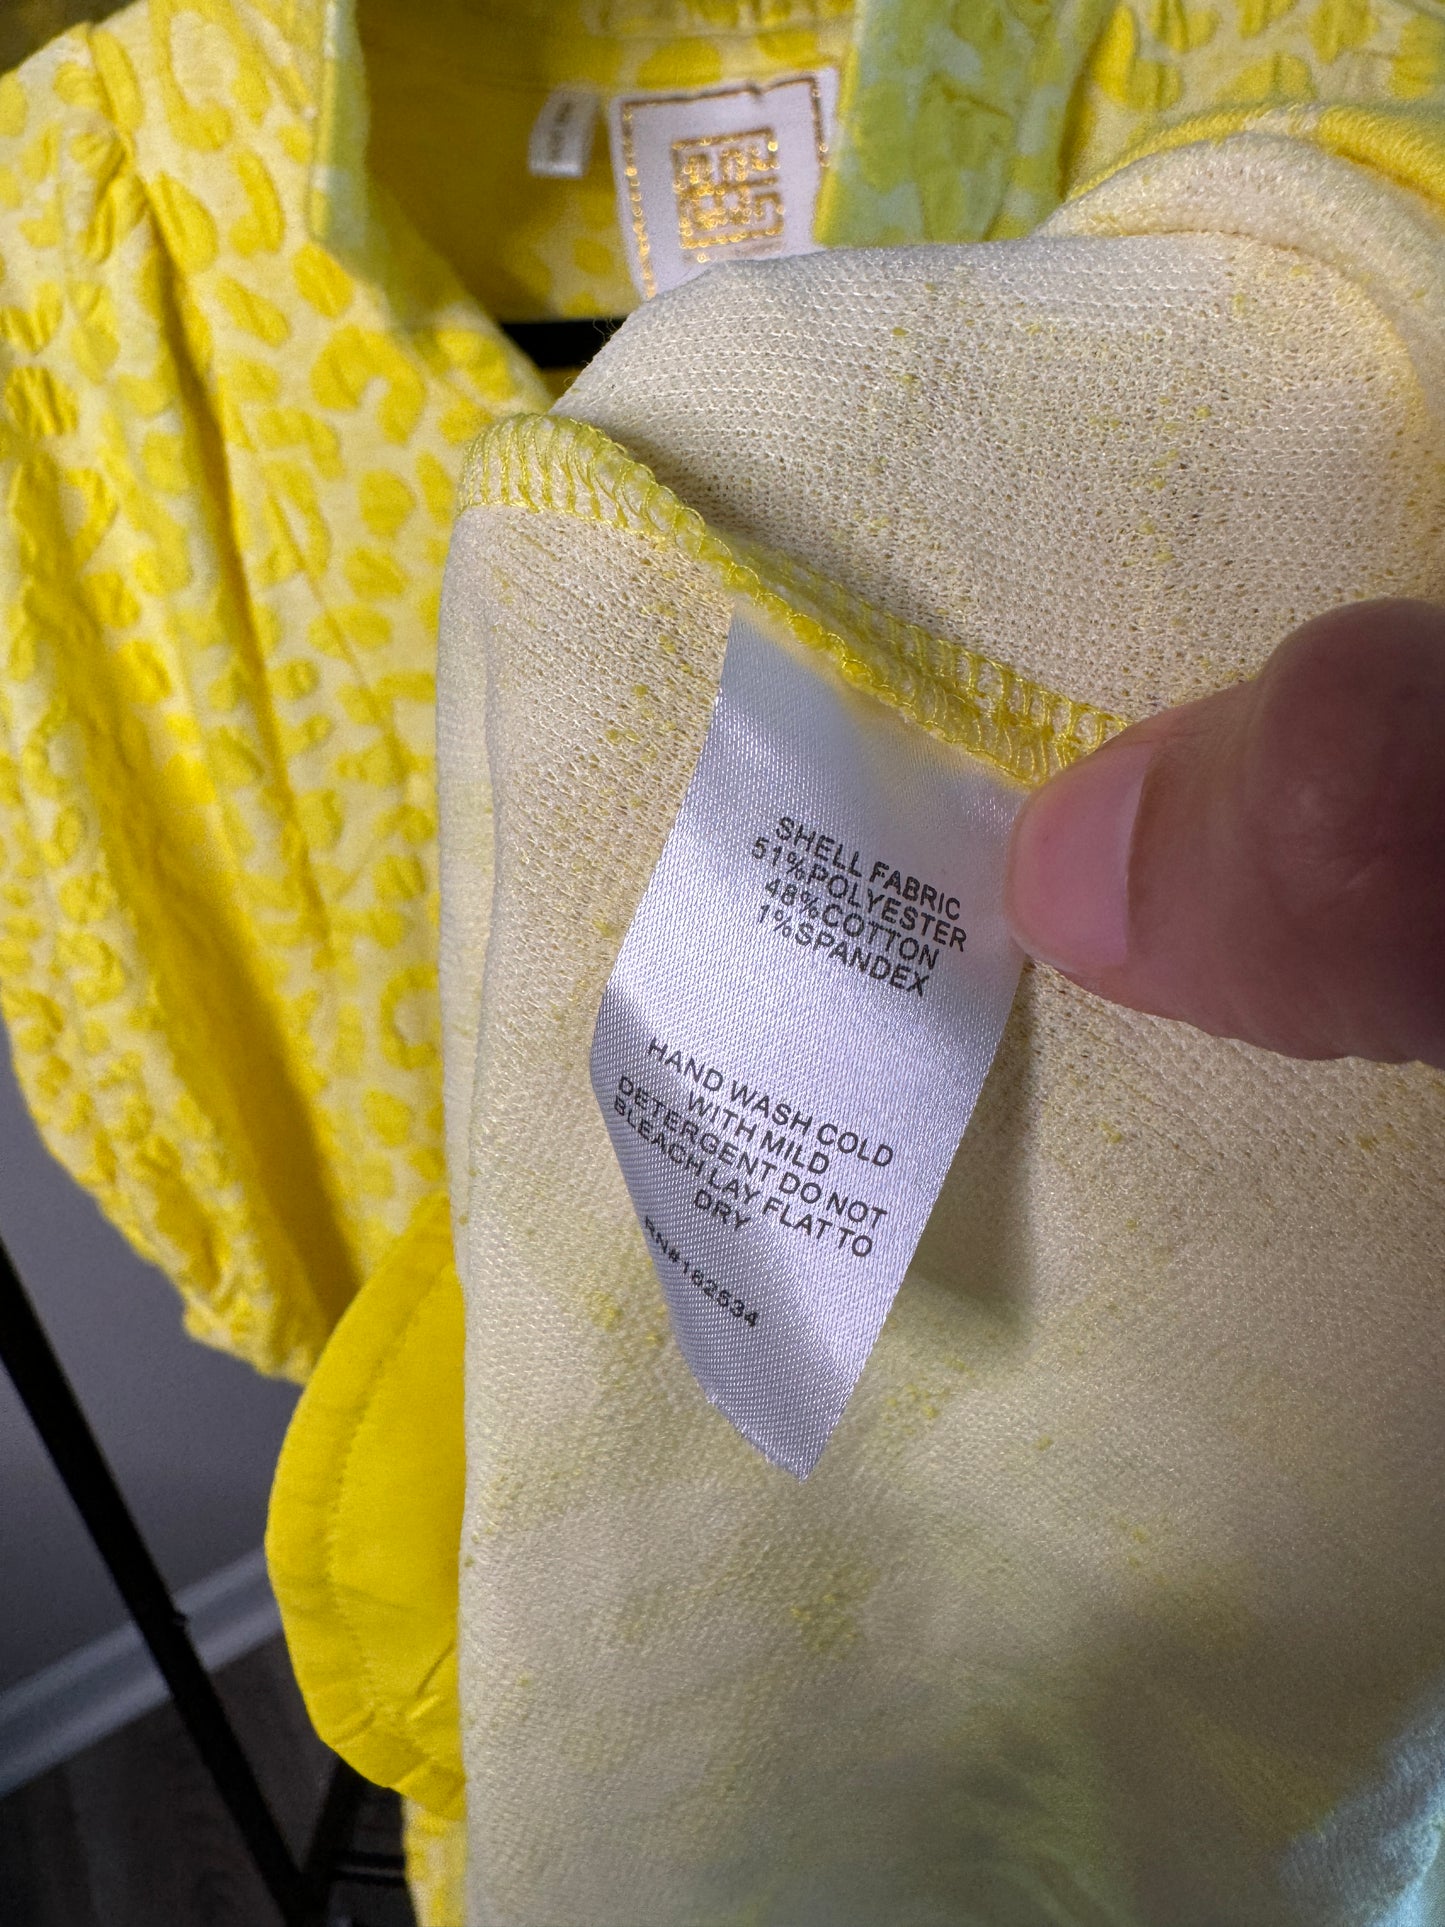 SHELL FABRIC
51%POLYESTER
48%COTTON
1%SPANDEX
HAND WASH COLD
WITH MILD
DETERGENT DO NOT
BLEACH LAY FLAT TO
DRY
RN#162634